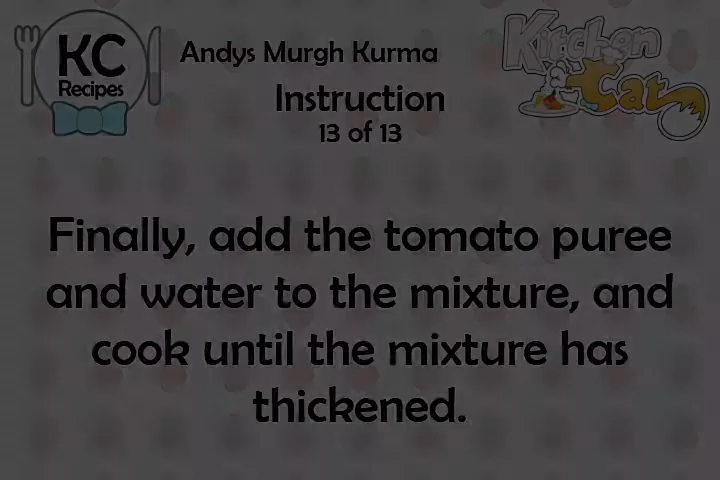 KC
Recipes
Andys Murgh Kurma
Instruction
13 of 13
Kitchen
Cat
Finally, add the tomato puree
and water to the mixture, and
cook until the mixture has
thickened.